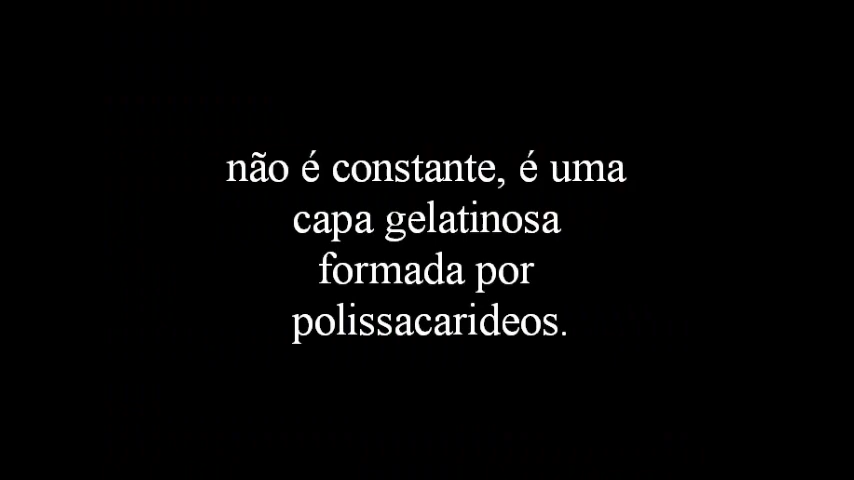 não é constante, é uma
capa gelatinosa
formada por
polissacarideos.